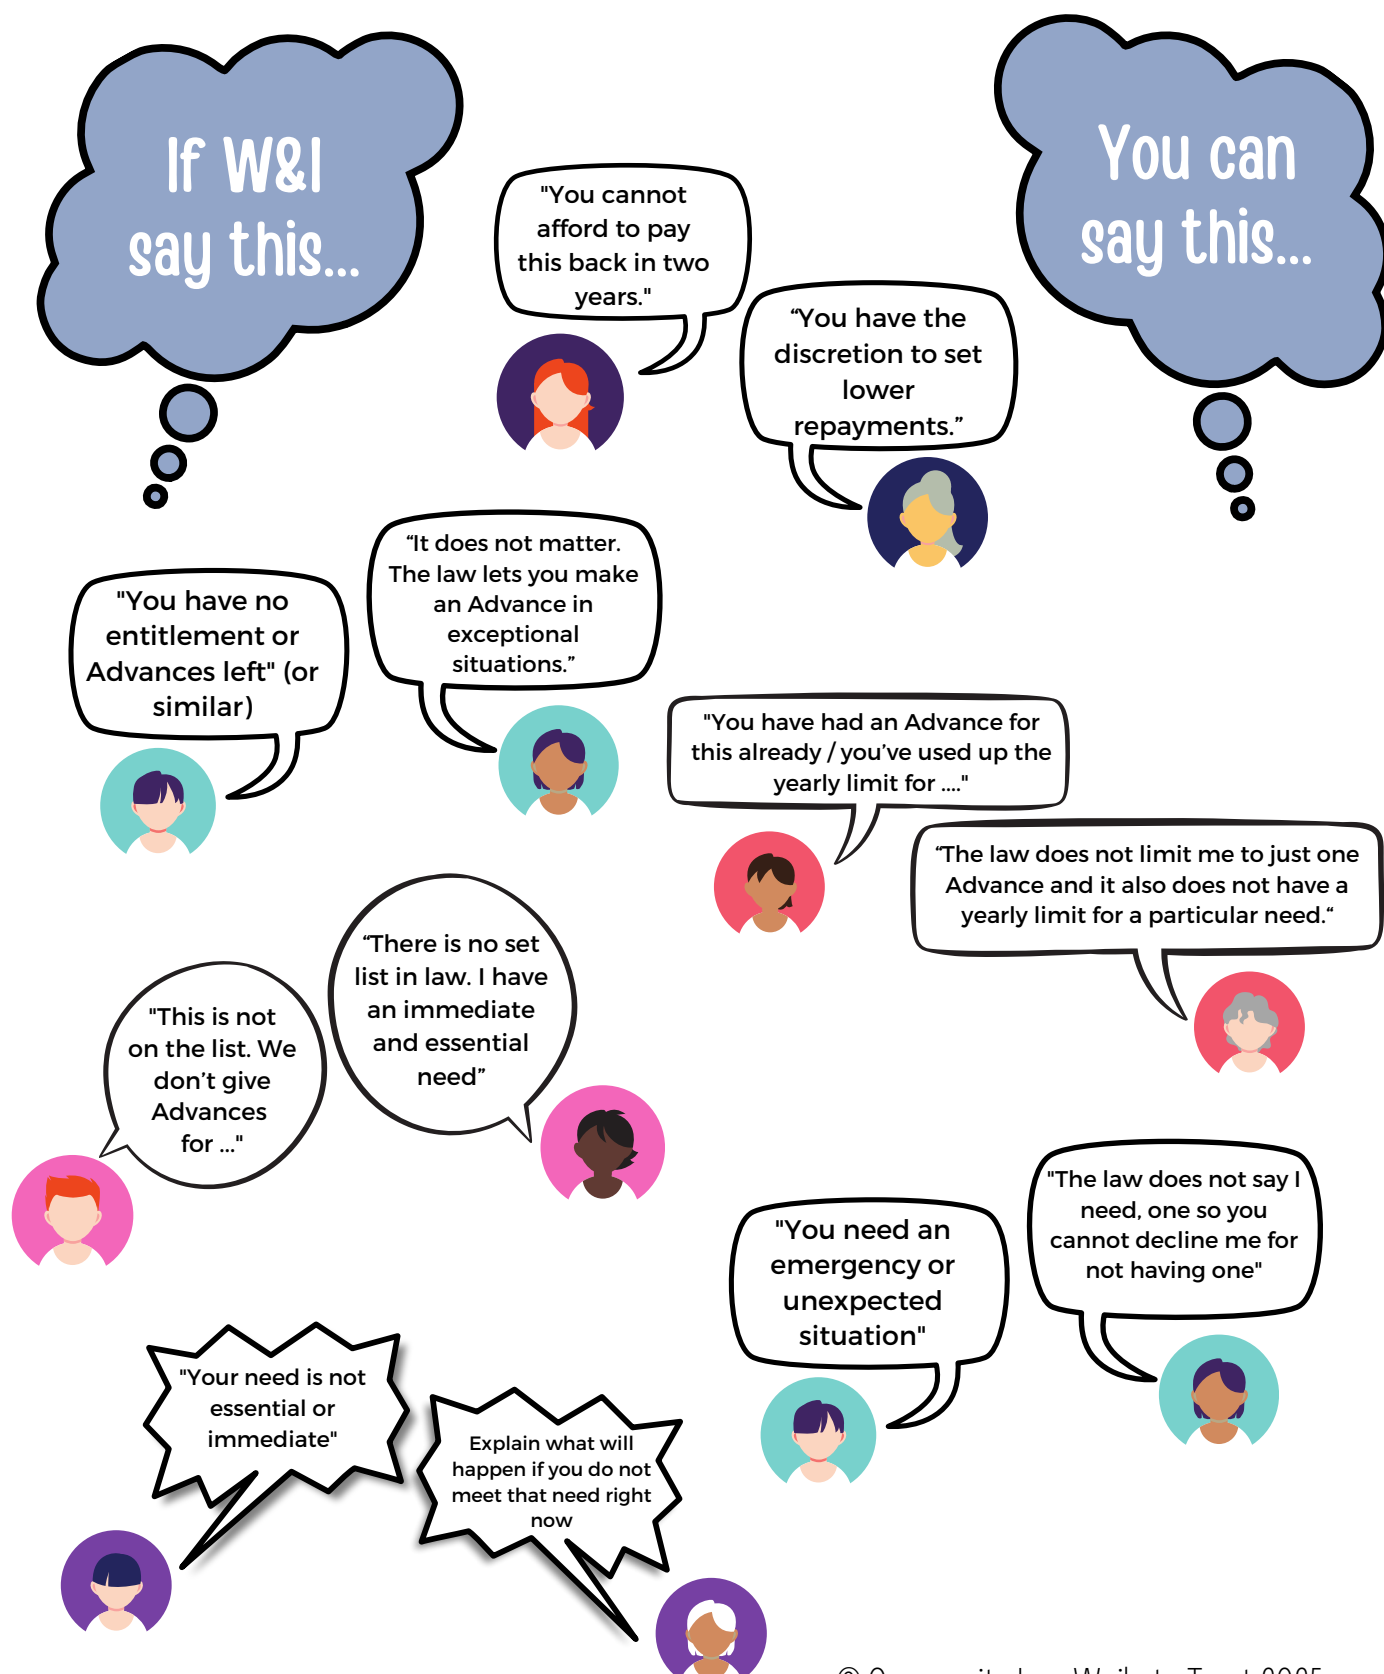 If W&I
say this...
You can
say this...
"You cannot
afford to pay
this back in two
years."
“You have the
discretion to set
lower
repayments.”
"You have no
entitlement or
Advances left" (or
similar)
“It does not matter.
The law lets you make
an Advance in
exceptional
situations.”
"You have had an Advance for
this already / you’ve used up the
yearly limit for ...."
“The law does not limit me to just one
Advance and it also does not have a
yearly limit for a particular need.“
"This is not
on the list. We
don’t give
Advances
for ..."
“There is no set
list in law. I have
an immediate
and essential
need”
"You need an
emergency or
unexpected
situation"
"The law does not say I
need, one so you
cannot decline me for
not having one"
"Your need is not
essential or
immediate"
Explain what will
happen if you do not
meet that need right
now
© Community Law Waikato Trust 2025